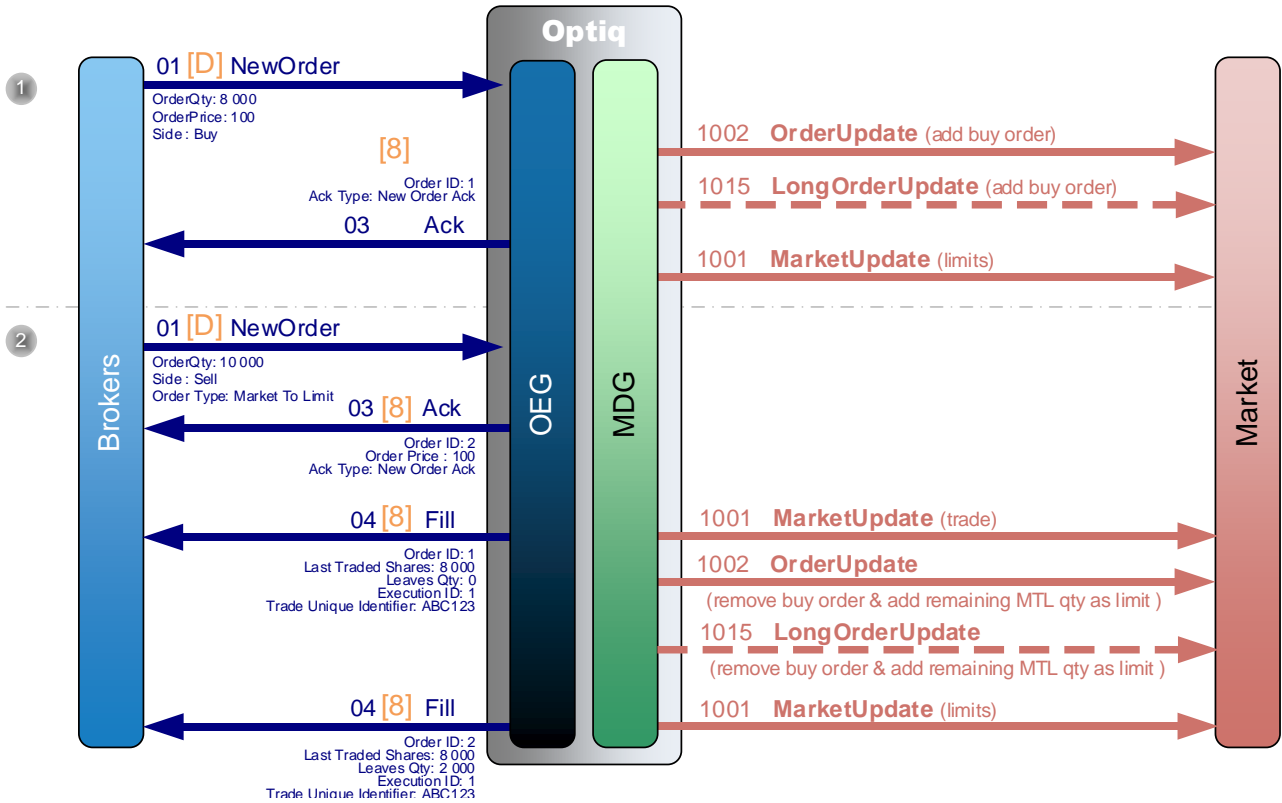 Optiq
1
01 [D] NewOrder
OrderQty: 8 000
OrderPrice: 100
Side : Buy
[8]
Order ID: 1
Ack Type: New Order Ack
03 Ack
1002 OrderUpdate (add buy order)
1015 LongOrderUpdate (add buy order)
1001 MarketUpdate (limits)
2
01 [D] NewOrder
OrderQty: 10 000
Side : Sell
Order Type: Market To Limit
03 [8] Ack
Order ID: 2
Order Price : 100
Ack Type: New Order Ack
Brokers
OEG
MDG
Market
04 [8] Fill
Order ID: 1
Last Traded Shares: 8 000
Leaves Qty: 0
Execution ID: 1
Trade Unique Identifier: ABC123
1001 MarketUpdate (trade)
1002 OrderUpdate
(remove buy order & add remaining MTL qty as limit )
1015 LongOrderUpdate
(remove buy order & add remaining MTL qty as limit )
04 [8] Fill
Order ID: 2
Last Traded Shares: 8 000
Leaves Qty: 2 000
Execution ID: 1
Trade Unique Identifier: ABC123
1001 MarketUpdate (limits)